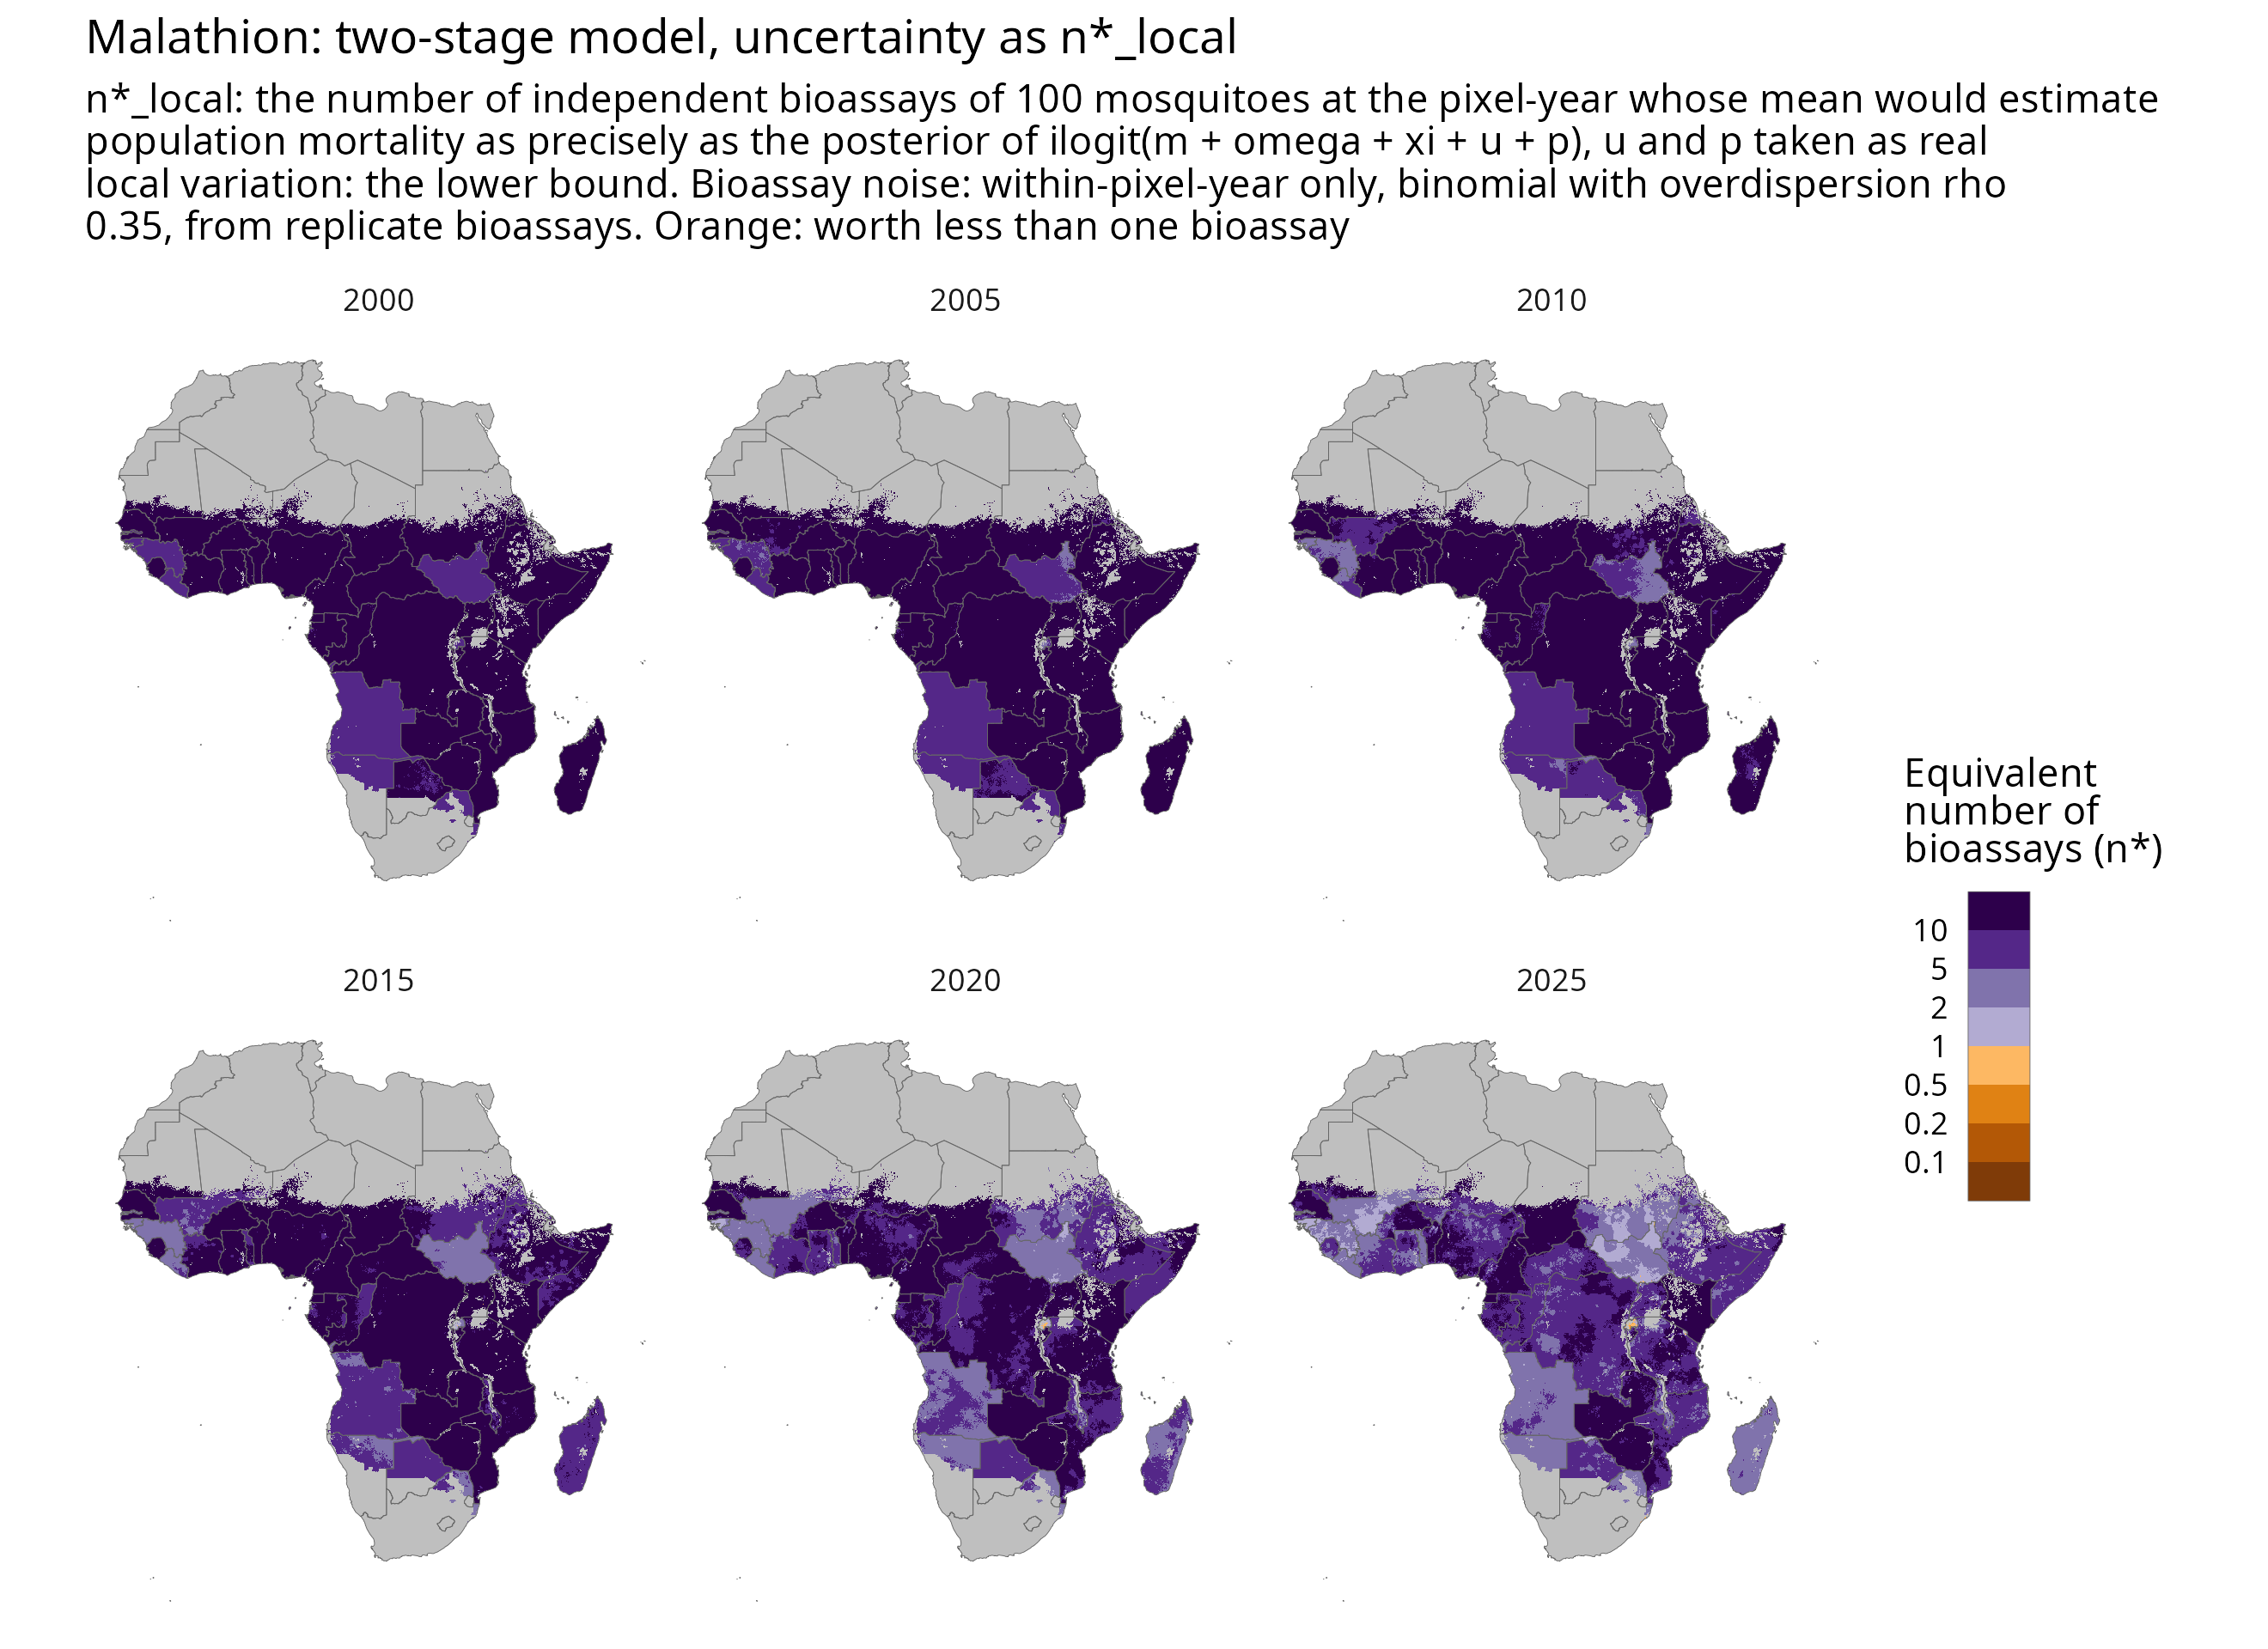 Malathion: two-stage model, uncertainty as n*_local
n*_local: the number of independent bioassays of 100 mosquitoes at the pixel-year whose mean would estimate
population mortality as precisely as the posterior of ilogit(m + omega + xi + u + p), u and p taken as real
local variation: the lower bound. Bioassay noise: within-pixel-year only, binomial with overdispersion rho
0.35, from replicate bioassays. Orange: worth less than one bioassay
2000
2005
2010
2015
2020
2025
Equivalent
number of
bioassays (n*)
10
5
2
1
0.5
0.2
0.1